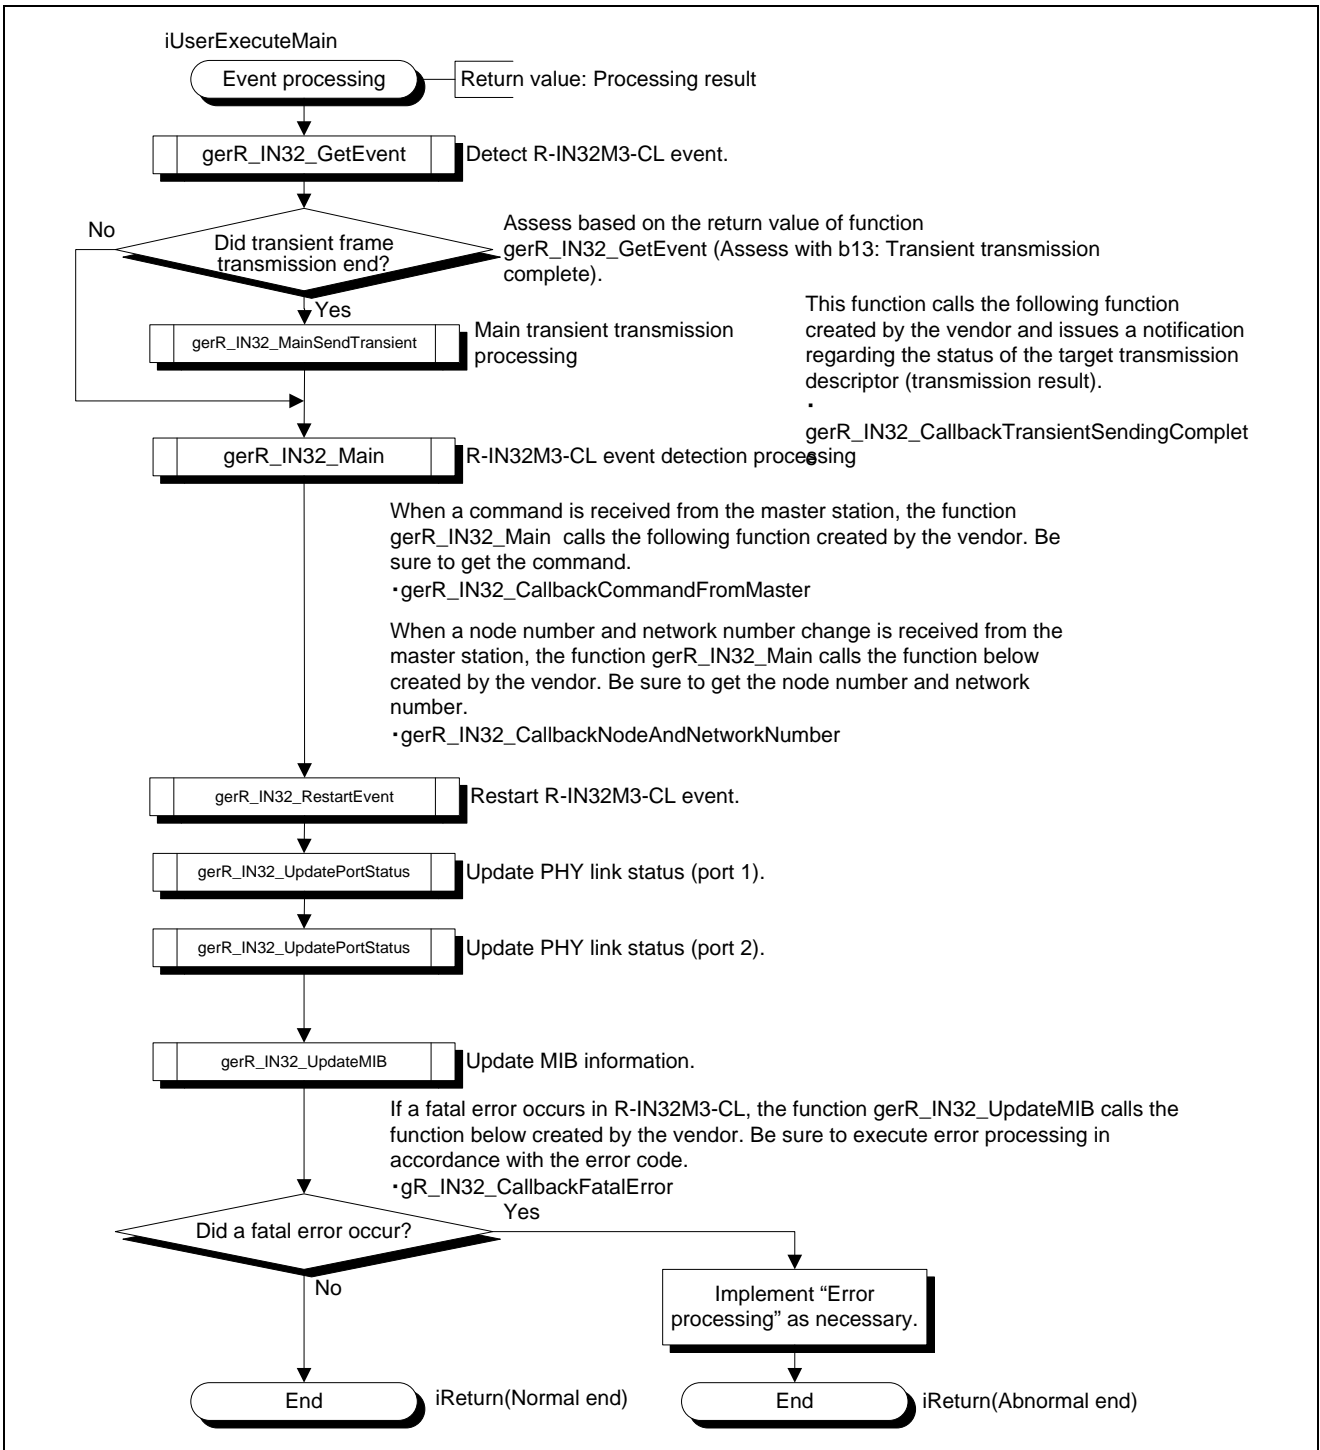 iUserExecuteMain
Event processing
Return value: Processing result
gerR_IN32_GetEvent
Detect R-IN32M3-CL event.
No
Did transient frame
transmission end?
Assess based on the return value of function
gerR_IN32_GetEvent (Assess with b13: Transient transmission
complete).
Yes
gerR_IN32_MainSendTransient
Main transient transmission
processing
This function calls the following function
created by the vendor and issues a notification
regarding the status of the target transmission
descriptor (transmission result).
・
gerR_IN32_CallbackTransientSendingComplet
e
gerR_IN32_Main
R-IN32M3-CL event detection processing
When a command is received from the master station, the function
gerR_IN32_Main calls the following function created by the vendor. Be
sure to get the command.
・gerR_IN32_CallbackCommandFromMaster
When a node number and network number change is received from the
master station, the function gerR_IN32_Main calls the function below
created by the vendor. Be sure to get the node number and network
number.
・gerR_IN32_CallbackNodeAndNetworkNumber
gerR_IN32_RestartEvent
Restart R-IN32M3-CL event.
gerR_IN32_UpdatePortStatus
Update PHY link status (port 1).
gerR_IN32_UpdatePortStatus
Update PHY link status (port 2).
gerR_IN32_UpdateMIB
Update MIB information.
If a fatal error occurs in R-IN32M3-CL, the function gerR_IN32_UpdateMIB calls the
function below created by the vendor. Be sure to execute error processing in
accordance with the error code.
・gR_IN32_CallbackFatalError
Yes
Did a fatal error occur?
No
Implement “Error
processing” as necessary.
End
iReturn(Normal end)
End
iReturn(Abnormal end)